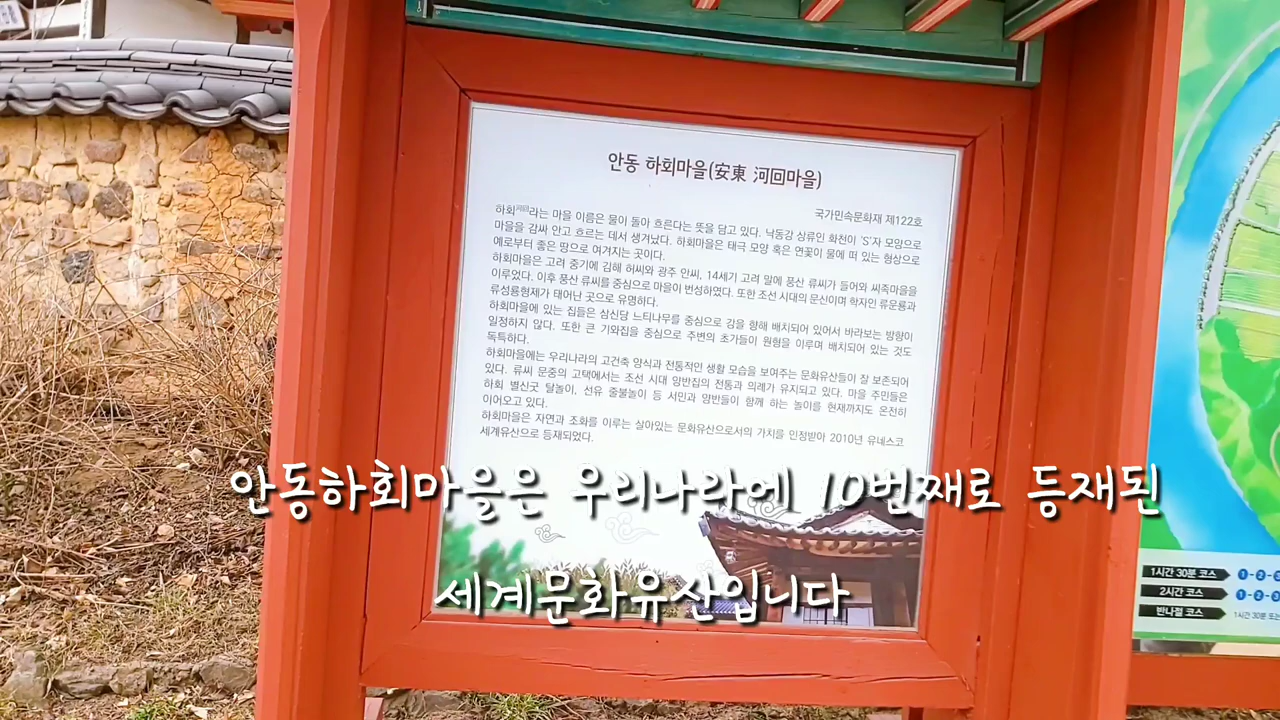 안동 하회마을(安東 河回마을)
국가민속문화재 제122호
하회河回라는 마을 이름은 물이 돌아 흐른다는 뜻을 담고 있다. 낙동강 상류인 화천이 'S'자 모양으로
마을을 감싸 안고 흐르는 데서 생겨났다. 하회마을은 태극 모양 혹은 연꽃이 물에 떠 있는 형상으로
예로부터 좋은 땅으로 여겨지는 곳이다.
하회마을은 고려 중기에 김해 허씨와 광주 안씨, 14세기 고려 말에 풍산 류씨가 들어와 씨족마을을
이루었다. 이후 풍산 류씨를 중심으로 마을이 번성하였다. 또한 조선 시대의 문신이며 학자인 류운룡과
류성룡형제가 태어난 곳으로 유명하다.
하회마을에 있는 집들은 삼신당 느티나무를 중심으로 강을 향해 배치되어 있어서 바라보는 방향이
일정하지 않다. 또한 큰 기와집을 중심으로 주변의 초가들이 원형을 이루며 배치되어 있는 것도
독특하다.
하회마을에는 우리나라의 고건축 양식과 전통적인 생활 모습을 보여주는 문화유산들이 잘 보존되어
있다. 류씨 문중의 고택에서는 조선 시대 양반집의 전통과 의례가 유지되고 있다. 마을 주민들은
하회 별신굿 탈놀이, 선유 줄불놀이 등 서민과 양반들이 함께 하는 놀이를 현재까지도 온전히
이어오고 있다.
하회마을은 자연과 조화를 이루는 살아있는 문화유산으로서의 가치를 인정받아 2010년 유네스코
세계유산으로 등재되었다.
안동하회마을은 우리나라에 10번째로 등재된
세계문화유산입니다
1시간 30분 코스 1-2-3
2시간 코스 1-2-3
반나절 코스 1시간 30분 또는